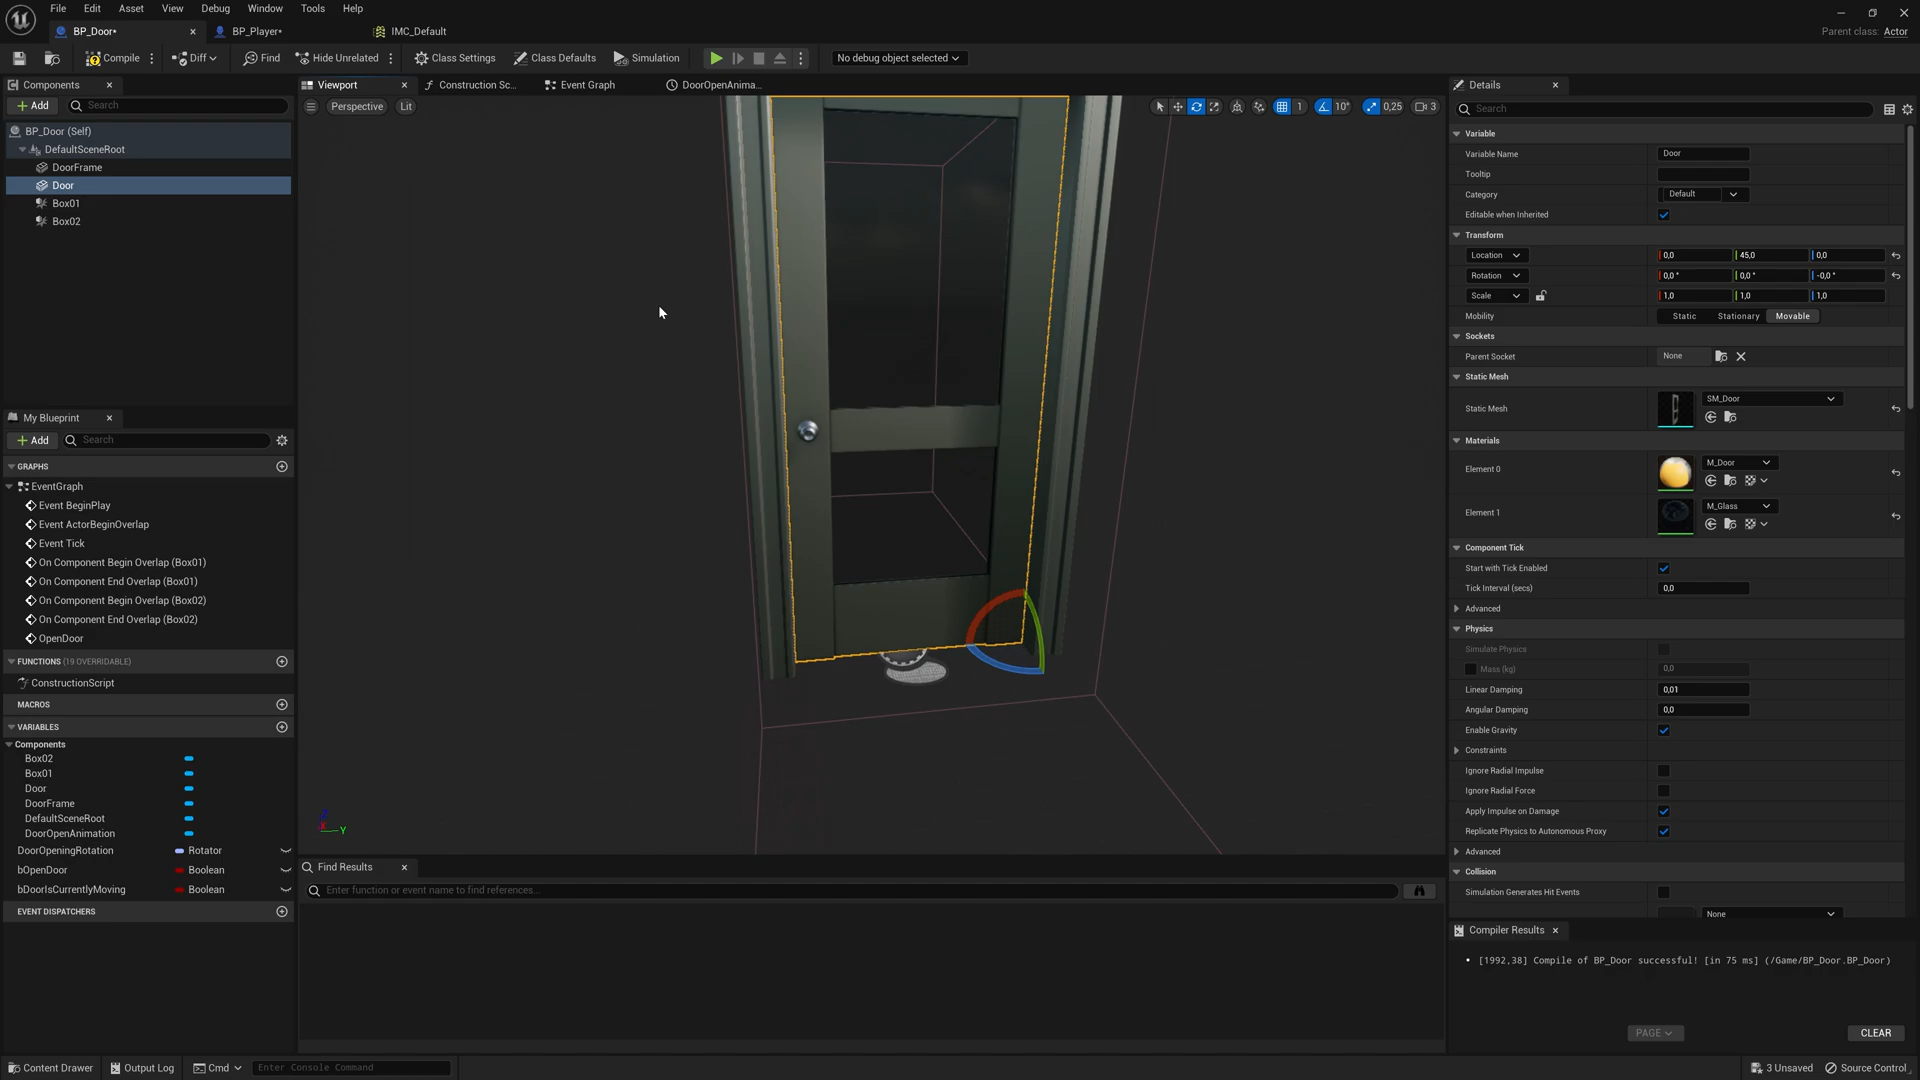 File Edit Asset View Debug Window Tools Help
BP_Door* BP_Player* IMC_Default
Parent class: Actor
Compile Diff Find Hide Unrelated Class Settings Class Defaults Simulation No debug object selected
Components
Add Search
BP_Door (Self)
DefaultSceneRoot
DoorFrame
Door
Box01
Box02
My Blueprint
Add Search
GRAPHS
EventGraph
Event BeginPlay
Event ActorBeginOverlap
Event Tick
On Component Begin Overlap (Box01)
On Component End Overlap (Box01)
On Component Begin Overlap (Box02)
On Component End Overlap (Box02)
OpenDoor
FUNCTIONS (19 OVERRIDABLE)
ConstructionScript
MACROS
VARIABLES
Components
Box02
Box01
Door
DoorFrame
DefaultSceneRoot
DoorOpenAnimation
DoorOpeningRotation Rotator
bOpenDoor Boolean
bDoorIsCurrentlyMoving Boolean
EVENT DISPATCHERS
Viewport Construction Sc... Event Graph DoorOpenAnima...
Perspective Lit 1 10° 0,25 3
Z X Y
Find Results
Enter function or event name to find references...
Details
Search
Variable
Variable Name Door
Tooltip
Category Default
Editable when Inherited
Transform
Location 0,0 45,0 0,0
Rotation 0,0 ° 0,0 ° -0,0 °
Scale 1,0 1,0 1,0
Mobility Static Stationary Movable
Sockets
Parent Socket None
Static Mesh
Static Mesh SM_Door
Materials
Element 0 M_Door
Element 1 M_Glass
Component Tick
Start with Tick Enabled
Tick Interval (secs) 0,0
Advanced
Physics
Simulate Physics
Mass (kg) 0,0
Linear Damping 0,01
Angular Damping 0,0
Enable Gravity
Constraints
Ignore Radial Impulse
Ignore Radial Force
Apply Impulse on Damage
Replicate Physics to Autonomous Proxy
Advanced
Collision
Simulation Generates Hit Events
None
Compiler Results
• [1992,38] Compile of BP_Door successful! [in 75 ms] (/Game/BP_Door.BP_Door)
PAGE CLEAR
Content Drawer Output Log Cmd Enter Console Command 3 Unsaved Source Control